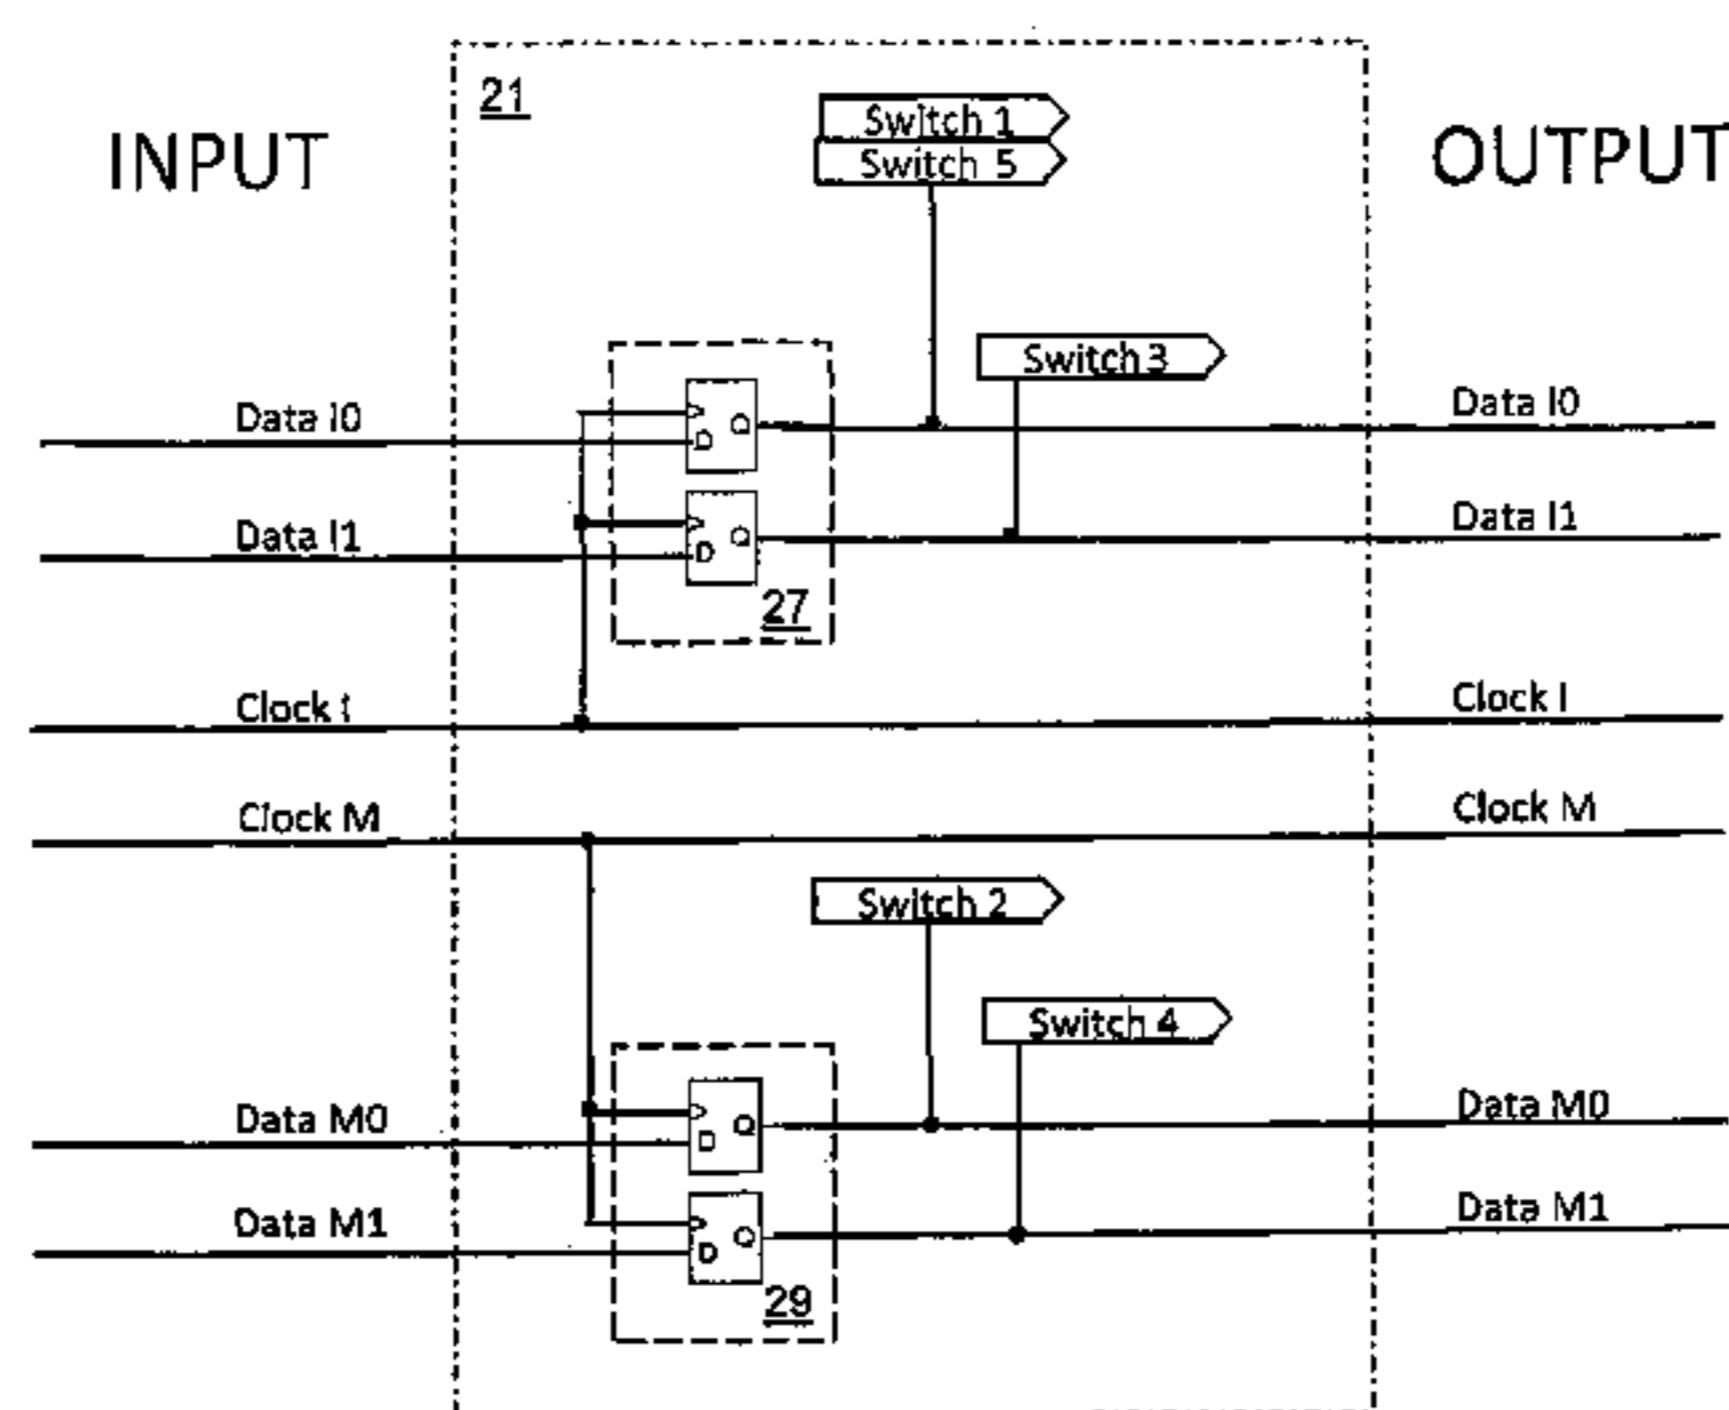 21
INPUT
OUTPUT
Switch 1
Switch 5
Switch 3
Data I0
Data I0
D
Q
Data I1
Data I1
D
Q
27
Clock I
Clock I
Clock M
Clock M
Switch 2
Switch 4
Data M0
Data M0
D
Q
Data M1
Data M1
D
Q
29